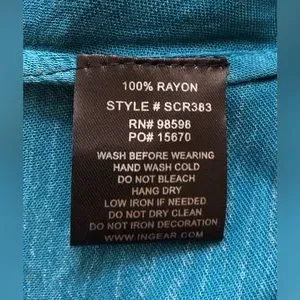 100% RAYON
STYLE # SCR383
RN# 98598
PO# 15670
WASH BEFORE WEARING
HAND WASH COLD
DO NOT BLEACH
HANG DRY
LOW IRON IF NEEDED
DO NOT DRY CLEAN
DO NOT IRON DECORATION
WWW.INGEAR.COM